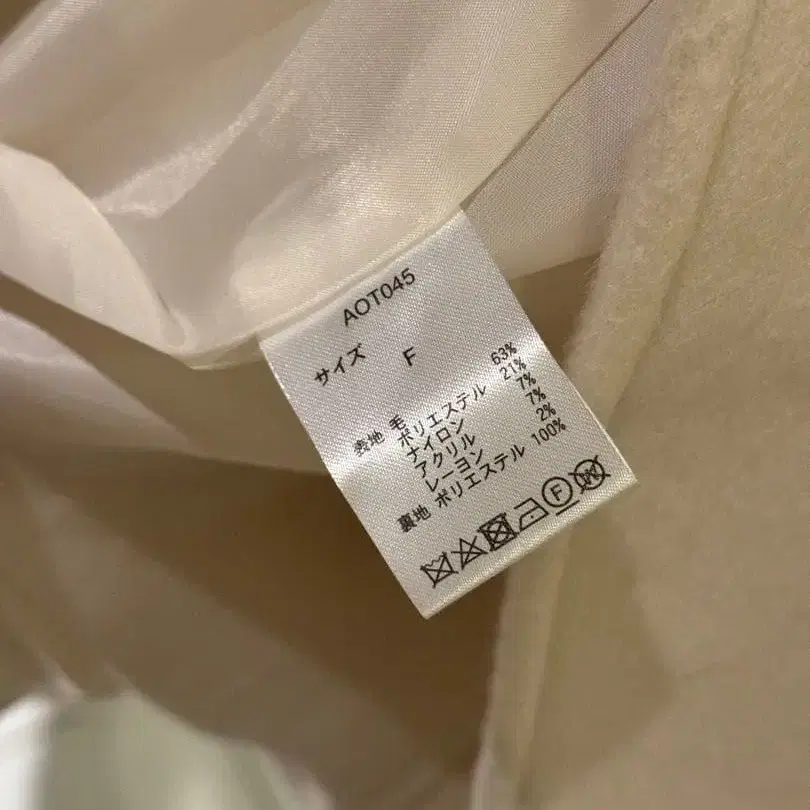 AOT045
サイズ F
表地 毛 63%
ポリエステル 21%
ナイロン 7%
アクリル 7%
レーヨン 2%
裏地 ポリエステル 100%
F W